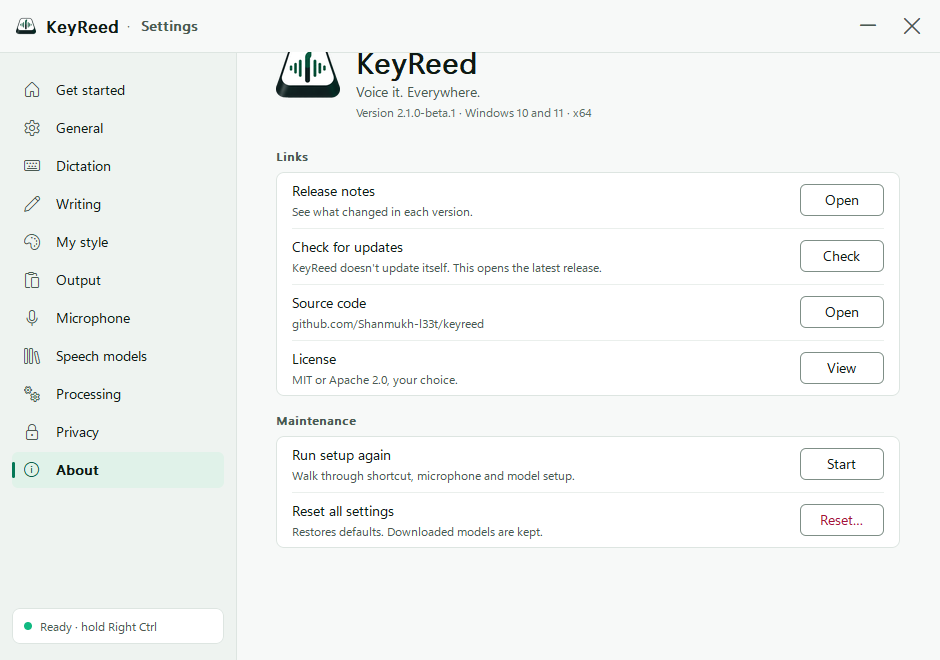 KeyReed · Settings
Get started
General
Dictation
Writing
My style
Output
Microphone
Speech models
Processing
Privacy
About
Ready · hold Right Ctrl
KeyReed
Voice it. Everywhere.
Version 2.1.0-beta.1 · Windows 10 and 11 · x64
Links
Release notes
See what changed in each version.
Open
Check for updates
KeyReed doesn't update itself. This opens the latest release.
Check
Source code
github.com/Shanmukh-l33t/keyreed
Open
License
MIT or Apache 2.0, your choice.
View
Maintenance
Run setup again
Walk through shortcut, microphone and model setup.
Start
Reset all settings
Restores defaults. Downloaded models are kept.
Reset...